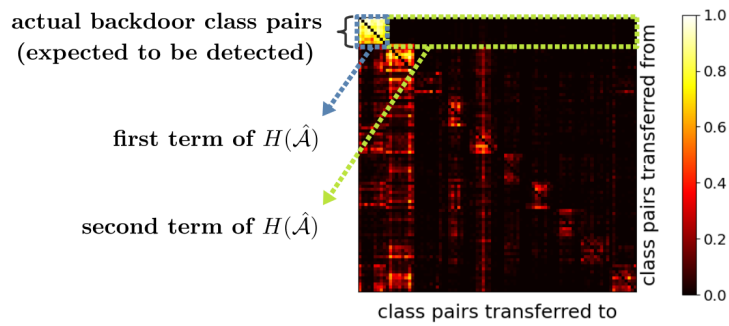 actual backdoor class pairs
(expected to be detected)
first term of H(Â)
second term of H(Â)
class pairs transferred to
class pairs transferred from
1.0
0.8
0.6
0.4
0.2
0.0